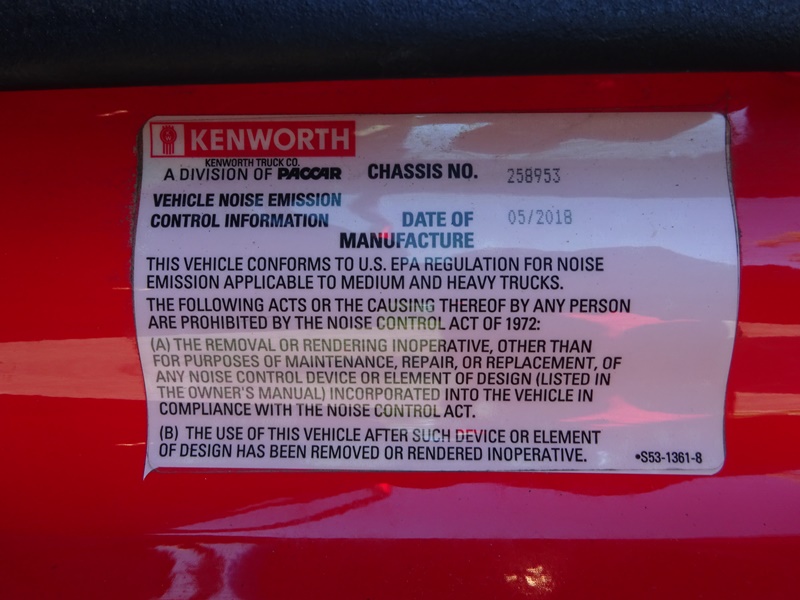 KENWORTH
KENWORTH TRUCK CO.
A DIVISION OF PACCAR
CHASSIS NO. 258953
VEHICLE NOISE EMISSION
CONTROL INFORMATION
DATE OF
MANUFACTURE
05/2018
THIS VEHICLE CONFORMS TO U.S. EPA REGULATION FOR NOISE
EMISSION APPLICABLE TO MEDIUM AND HEAVY TRUCKS.
THE FOLLOWING ACTS OR THE CAUSING THEREOF BY ANY PERSON
ARE PROHIBITED BY THE NOISE CONTROL ACT OF 1972:
(A) THE REMOVAL OR RENDERING INOPERATIVE, OTHER THAN
FOR PURPOSES OF MAINTENANCE, REPAIR, OR REPLACEMENT, OF
ANY NOISE CONTROL DEVICE OR ELEMENT OF DESIGN (LISTED IN
THE OWNER'S MANUAL) INCORPORATED INTO THE VEHICLE IN
COMPLIANCE WITH THE NOISE CONTROL ACT.
(B) THE USE OF THIS VEHICLE AFTER SUCH DEVICE OR ELEMENT
OF DESIGN HAS BEEN REMOVED OR RENDERED INOPERATIVE.
•S53-1361-8